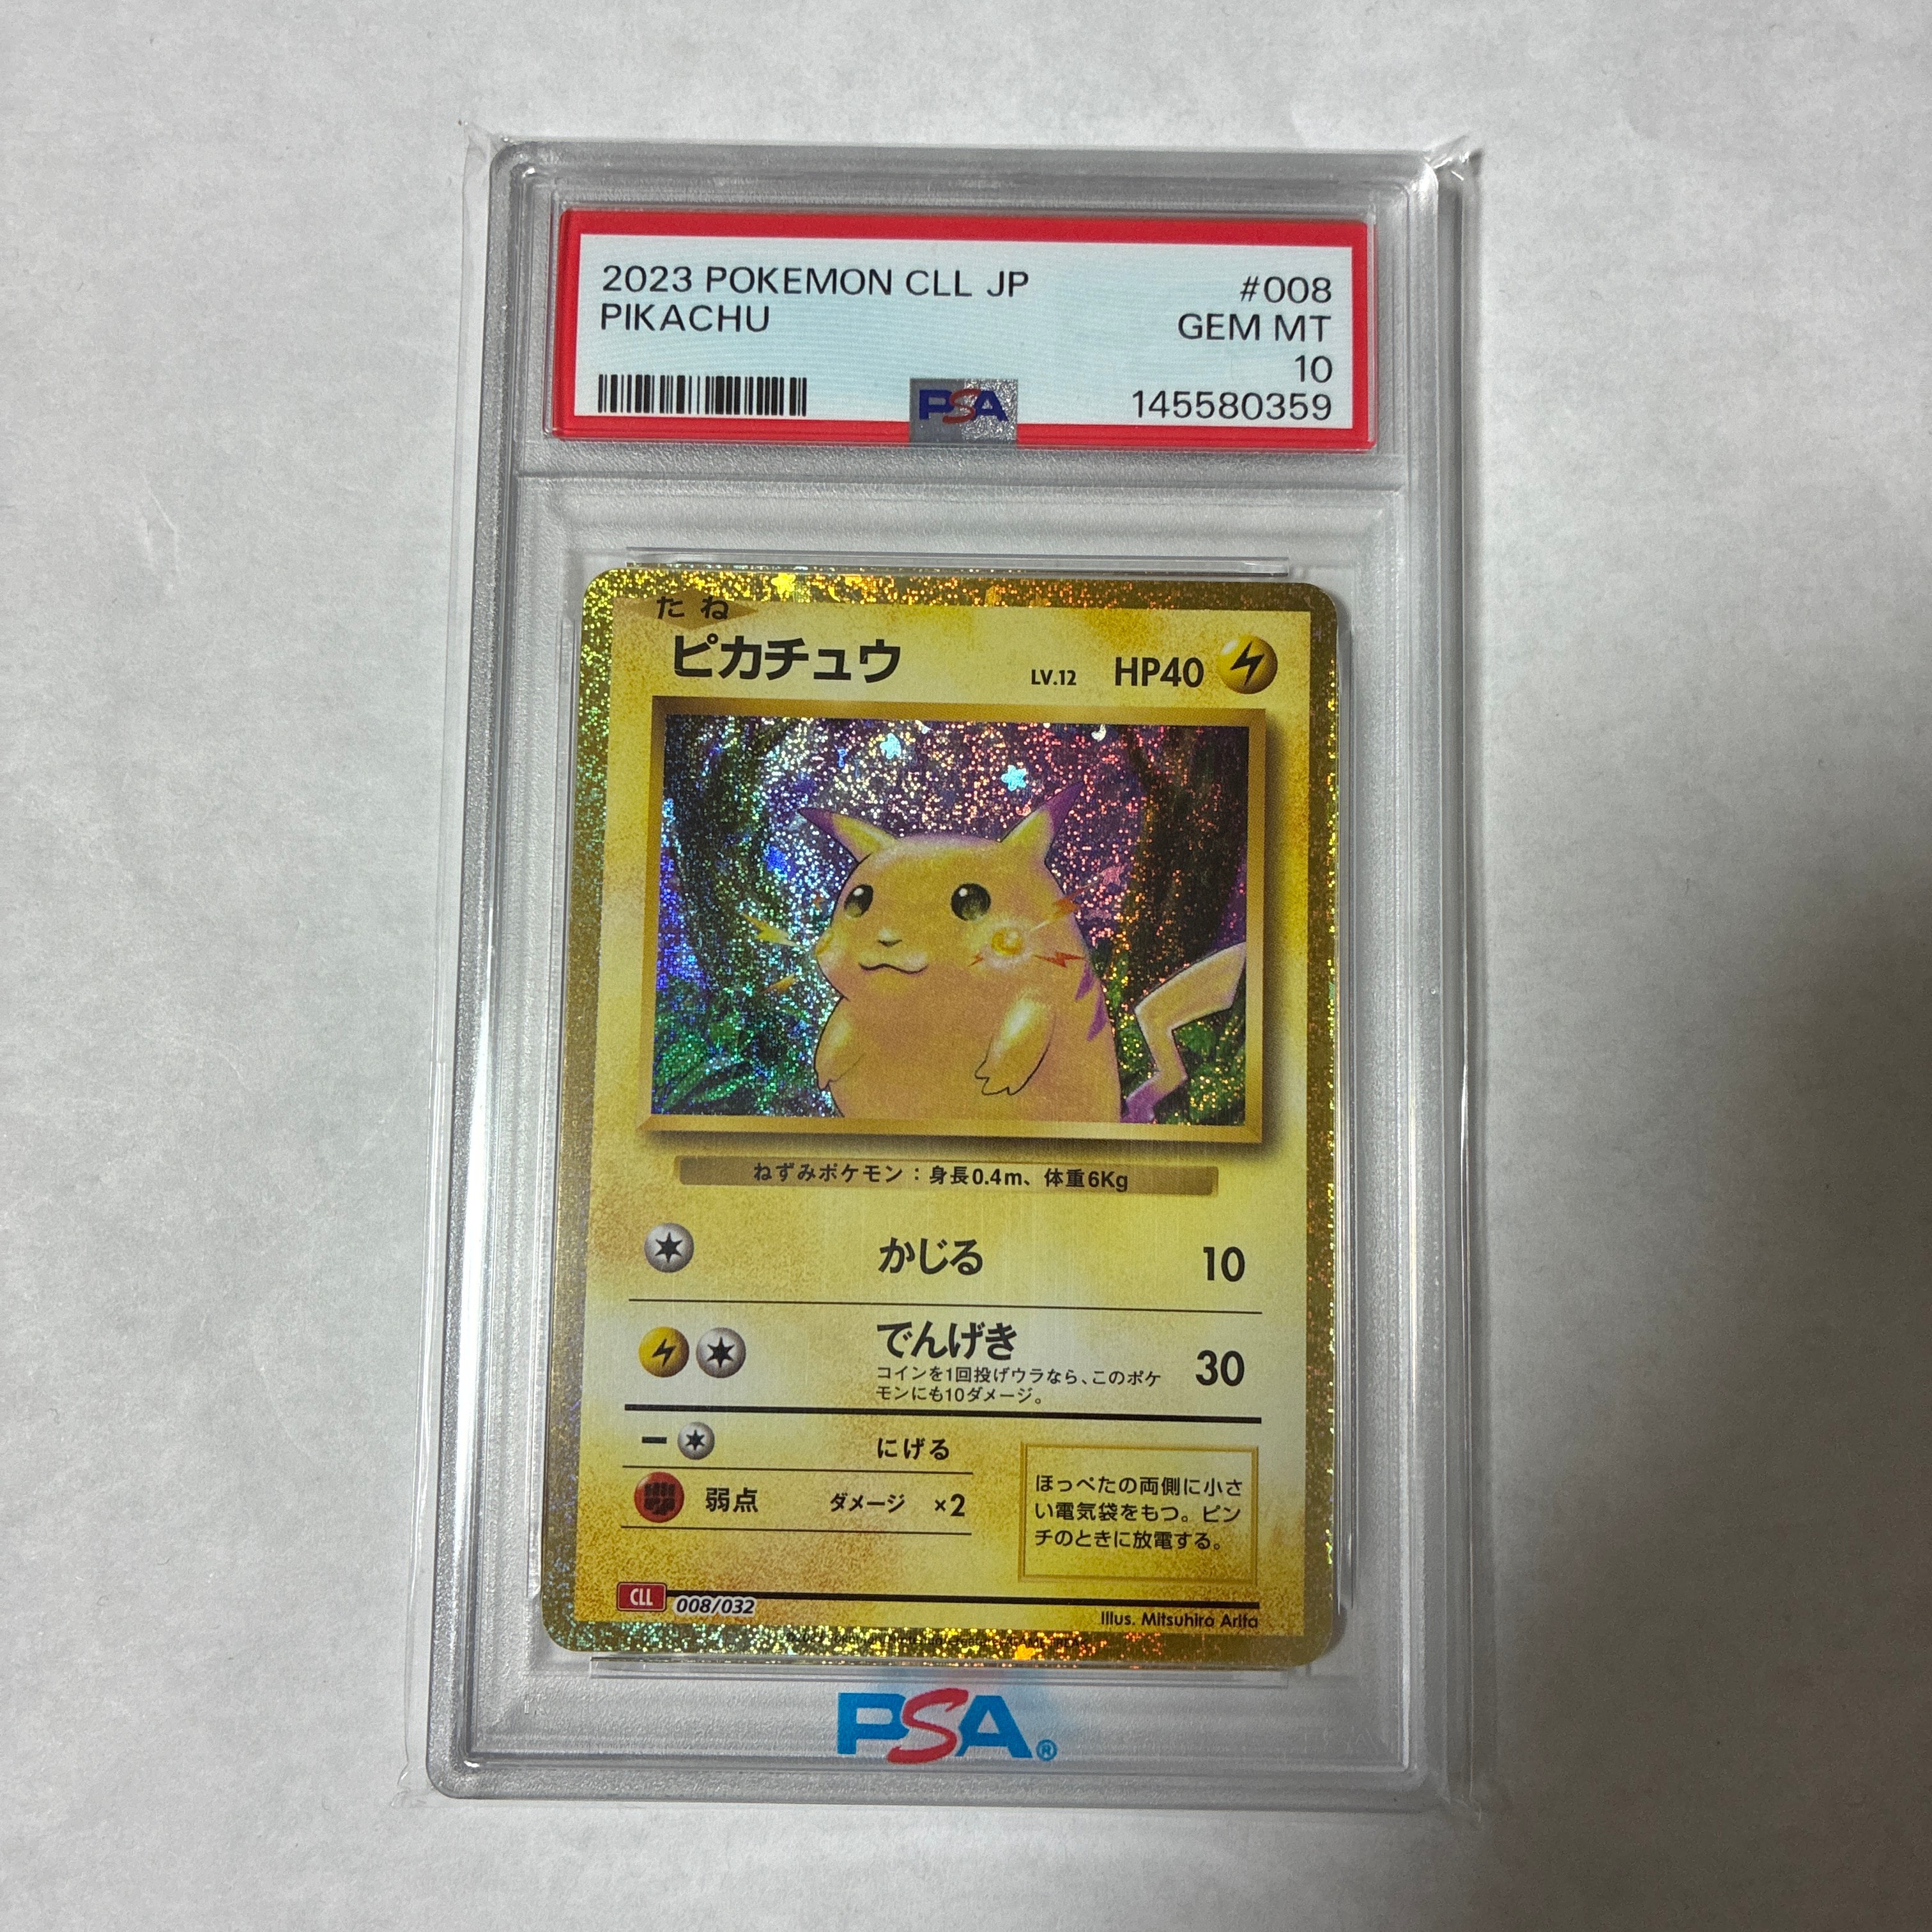 2023 POKEMON CLL JP #008
PIKACHU GEM MT
10
PSA 145580359
たね
ピカチュウ LV.12 HP40
ねずみポケモン：身長0.4m、体重6Kg
かじる 10
でんげき 30
コインを1回投げウラなら、このポケ
モンにも10ダメージ。
にげる
弱点 ダメージ ×2
ほっぺたの両側に小さ
い電気袋をもつ。ピン
チのときに放電する。
CLL 008/032
Illus. Mitsuhiro Arita
PSA®